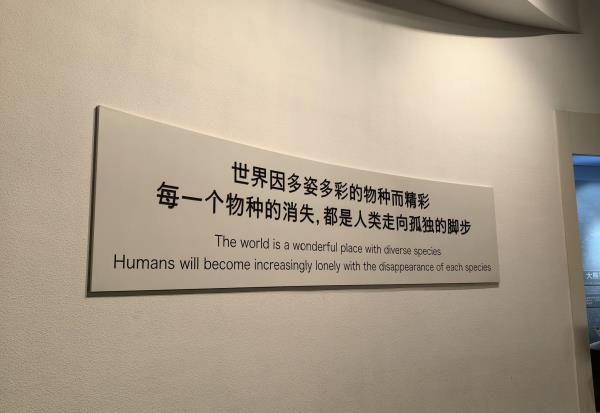 世界因多姿多彩的物种而精彩
每一个物种的消失,都是人类走向孤独的脚步
The world is a wonderful place with diverse species
Humans will become increasingly lonely with the disappearance of each species